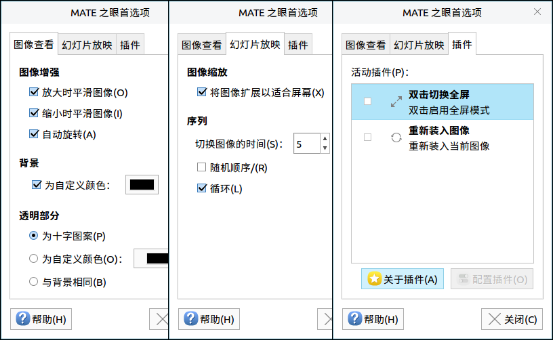 MATE 之眼首选项
图像查看 幻灯片放映 插件
图像增强
放大时平滑图像(O)
缩小时平滑图像(I)
自动旋转(A)
背景
为自定义颜色：
透明部分
为十字图案(P)
为自定义颜色(O)：
与背景相同(B)
帮助(H)
MATE 之眼首选项
图像查看 幻灯片放映 插件
图像缩放
将图像扩展以适合屏幕(X)
序列
切换图像的时间(S)： 5
随机顺序/(R)
循环(L)
帮助(H)
MATE 之眼首选项
图像查看 幻灯片放映 插件
活动插件(P)：
双击切换全屏
双击启用全屏模式
重新装入图像
重新装入当前图像
关于插件(A) 配置插件(O)
帮助(H) 关闭(C)